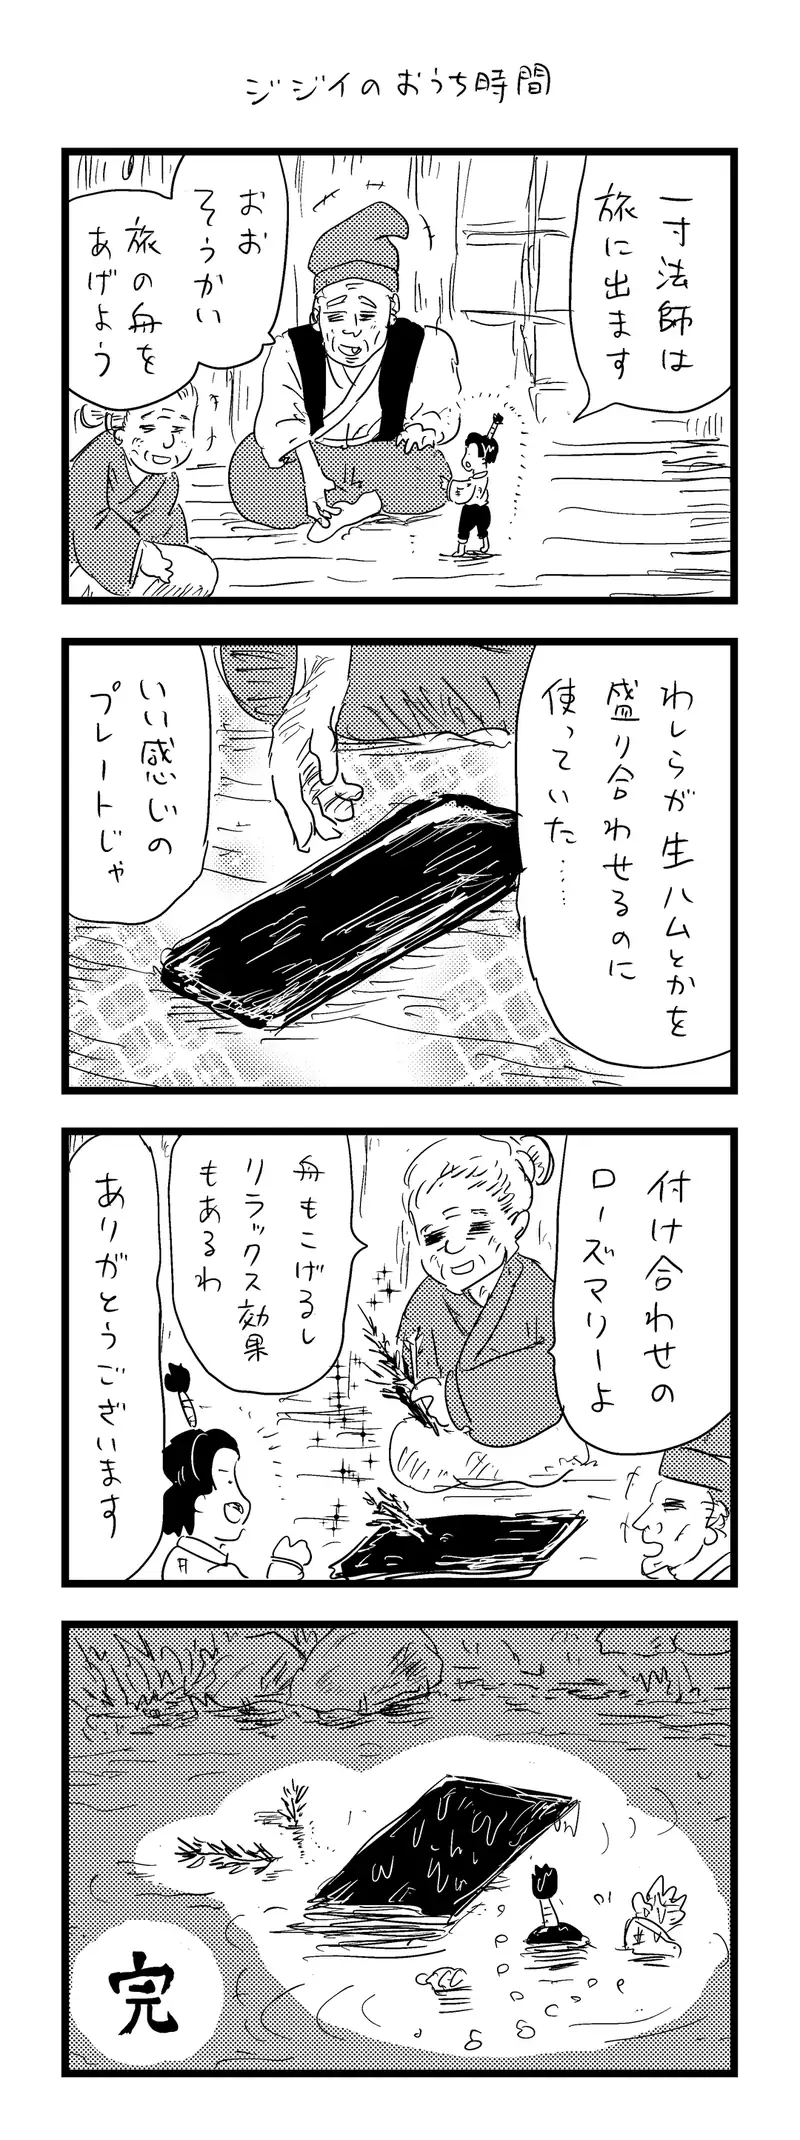 ジジイのおうち時間
一寸法師は
旅に出ます
おお
そうかい
旅の舟を
あげよう
わしらが生ハムとかを
盛り合わせるのに
使っていた……
いい感じの
プレートじゃ
付け合わせの
ローズマリーよ
舟もこげるし
リラックス効果
もあるわ
ありがとうございます
完